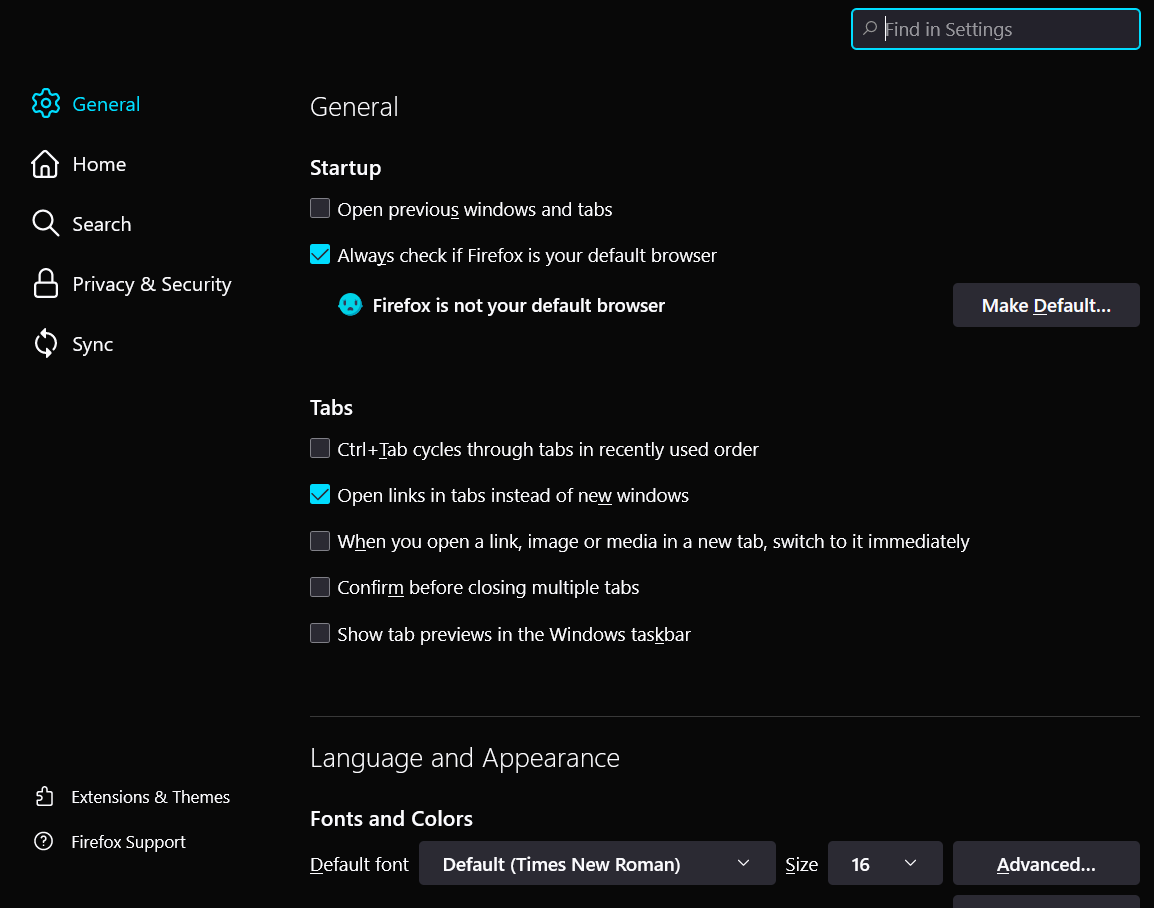 Find in Settings
General
Home
Search
Privacy & Security
Sync
Extensions & Themes
Firefox Support
General
Startup
Open previous windows and tabs
Always check if Firefox is your default browser
Firefox is not your default browser
Make Default...
Tabs
Ctrl+Tab cycles through tabs in recently used order
Open links in tabs instead of new windows
When you open a link, image or media in a new tab, switch to it immediately
Confirm before closing multiple tabs
Show tab previews in the Windows taskbar
Language and Appearance
Fonts and Colors
Default font Default (Times New Roman) Size 16 Advanced...